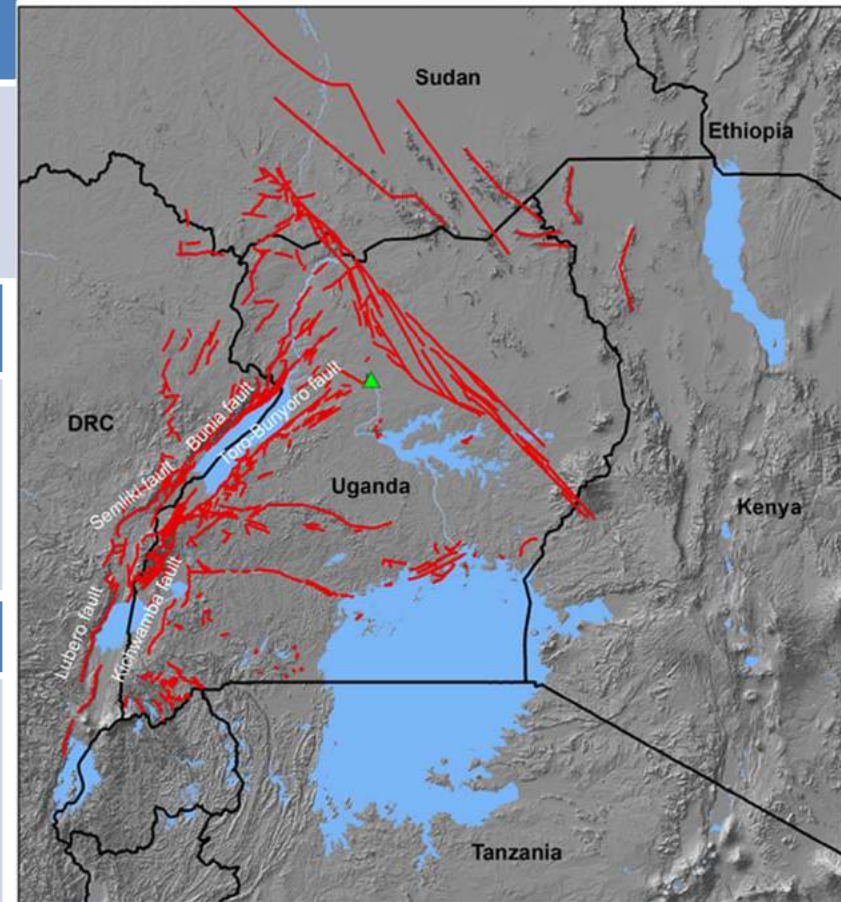 Sudan
Ethiopia
DRC
Bunia fault
Toro-Bunyoro fault
Semliki fault
Uganda
Kenya
Lubero fault
Kichwamba fault
Tanzania